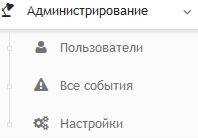 Администрирование
Пользователи
Все события
Настройки